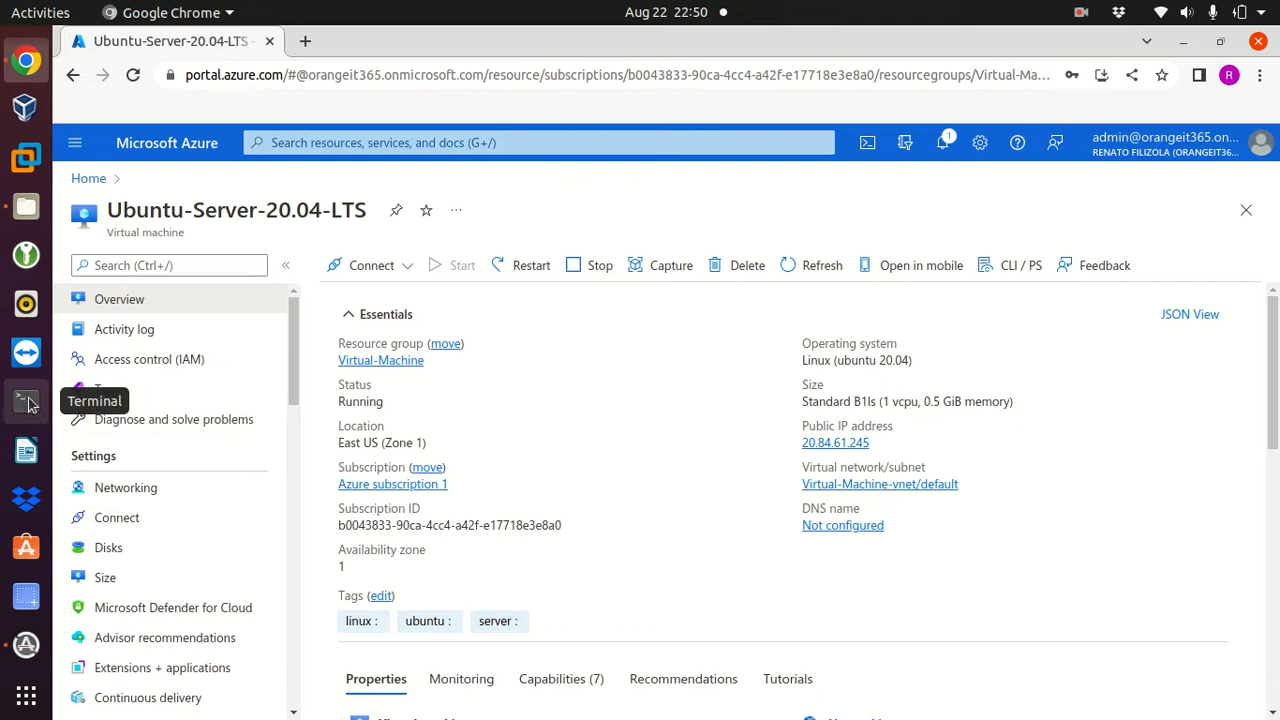 Activities
Google Chrome
Aug 22 22:50
Ubuntu-Server-20.04-LTS -
portal.azure.com/#@orangeit365.onmicrosoft.com/resource/subscriptions/b0043833-90ca-4cc4-a42f-e17718e3e8a0/resourcegroups/Virtual-Ma...
R
Microsoft Azure
Search resources, services, and docs (G+/)
1
admin@orangeit365.on...
RENATO FILIZOLA (ORANGEIT36...
Home
Ubuntu-Server-20.04-LTS
Virtual machine
Search (Ctrl+/)
Connect
Start
Restart
Stop
Capture
Delete
Refresh
Open in mobile
CLI / PS
Feedback
Overview
Activity log
Access control (IAM)
Terminal
Diagnose and solve problems
Settings
Networking
Connect
Disks
Size
Microsoft Defender for Cloud
Advisor recommendations
Extensions + applications
Continuous delivery
Essentials
JSON View
Resource group (move)
Virtual-Machine
Status
Running
Location
East US (Zone 1)
Subscription (move)
Azure subscription 1
Subscription ID
b0043833-90ca-4cc4-a42f-e17718e3e8a0
Availability zone
1
Tags (edit)
linux :
ubuntu :
server :
Operating system
Linux (ubuntu 20.04)
Size
Standard B1ls (1 vcpu, 0.5 GiB memory)
Public IP address
20.84.61.245
Virtual network/subnet
Virtual-Machine-vnet/default
DNS name
Not configured
Properties
Monitoring
Capabilities (7)
Recommendations
Tutorials